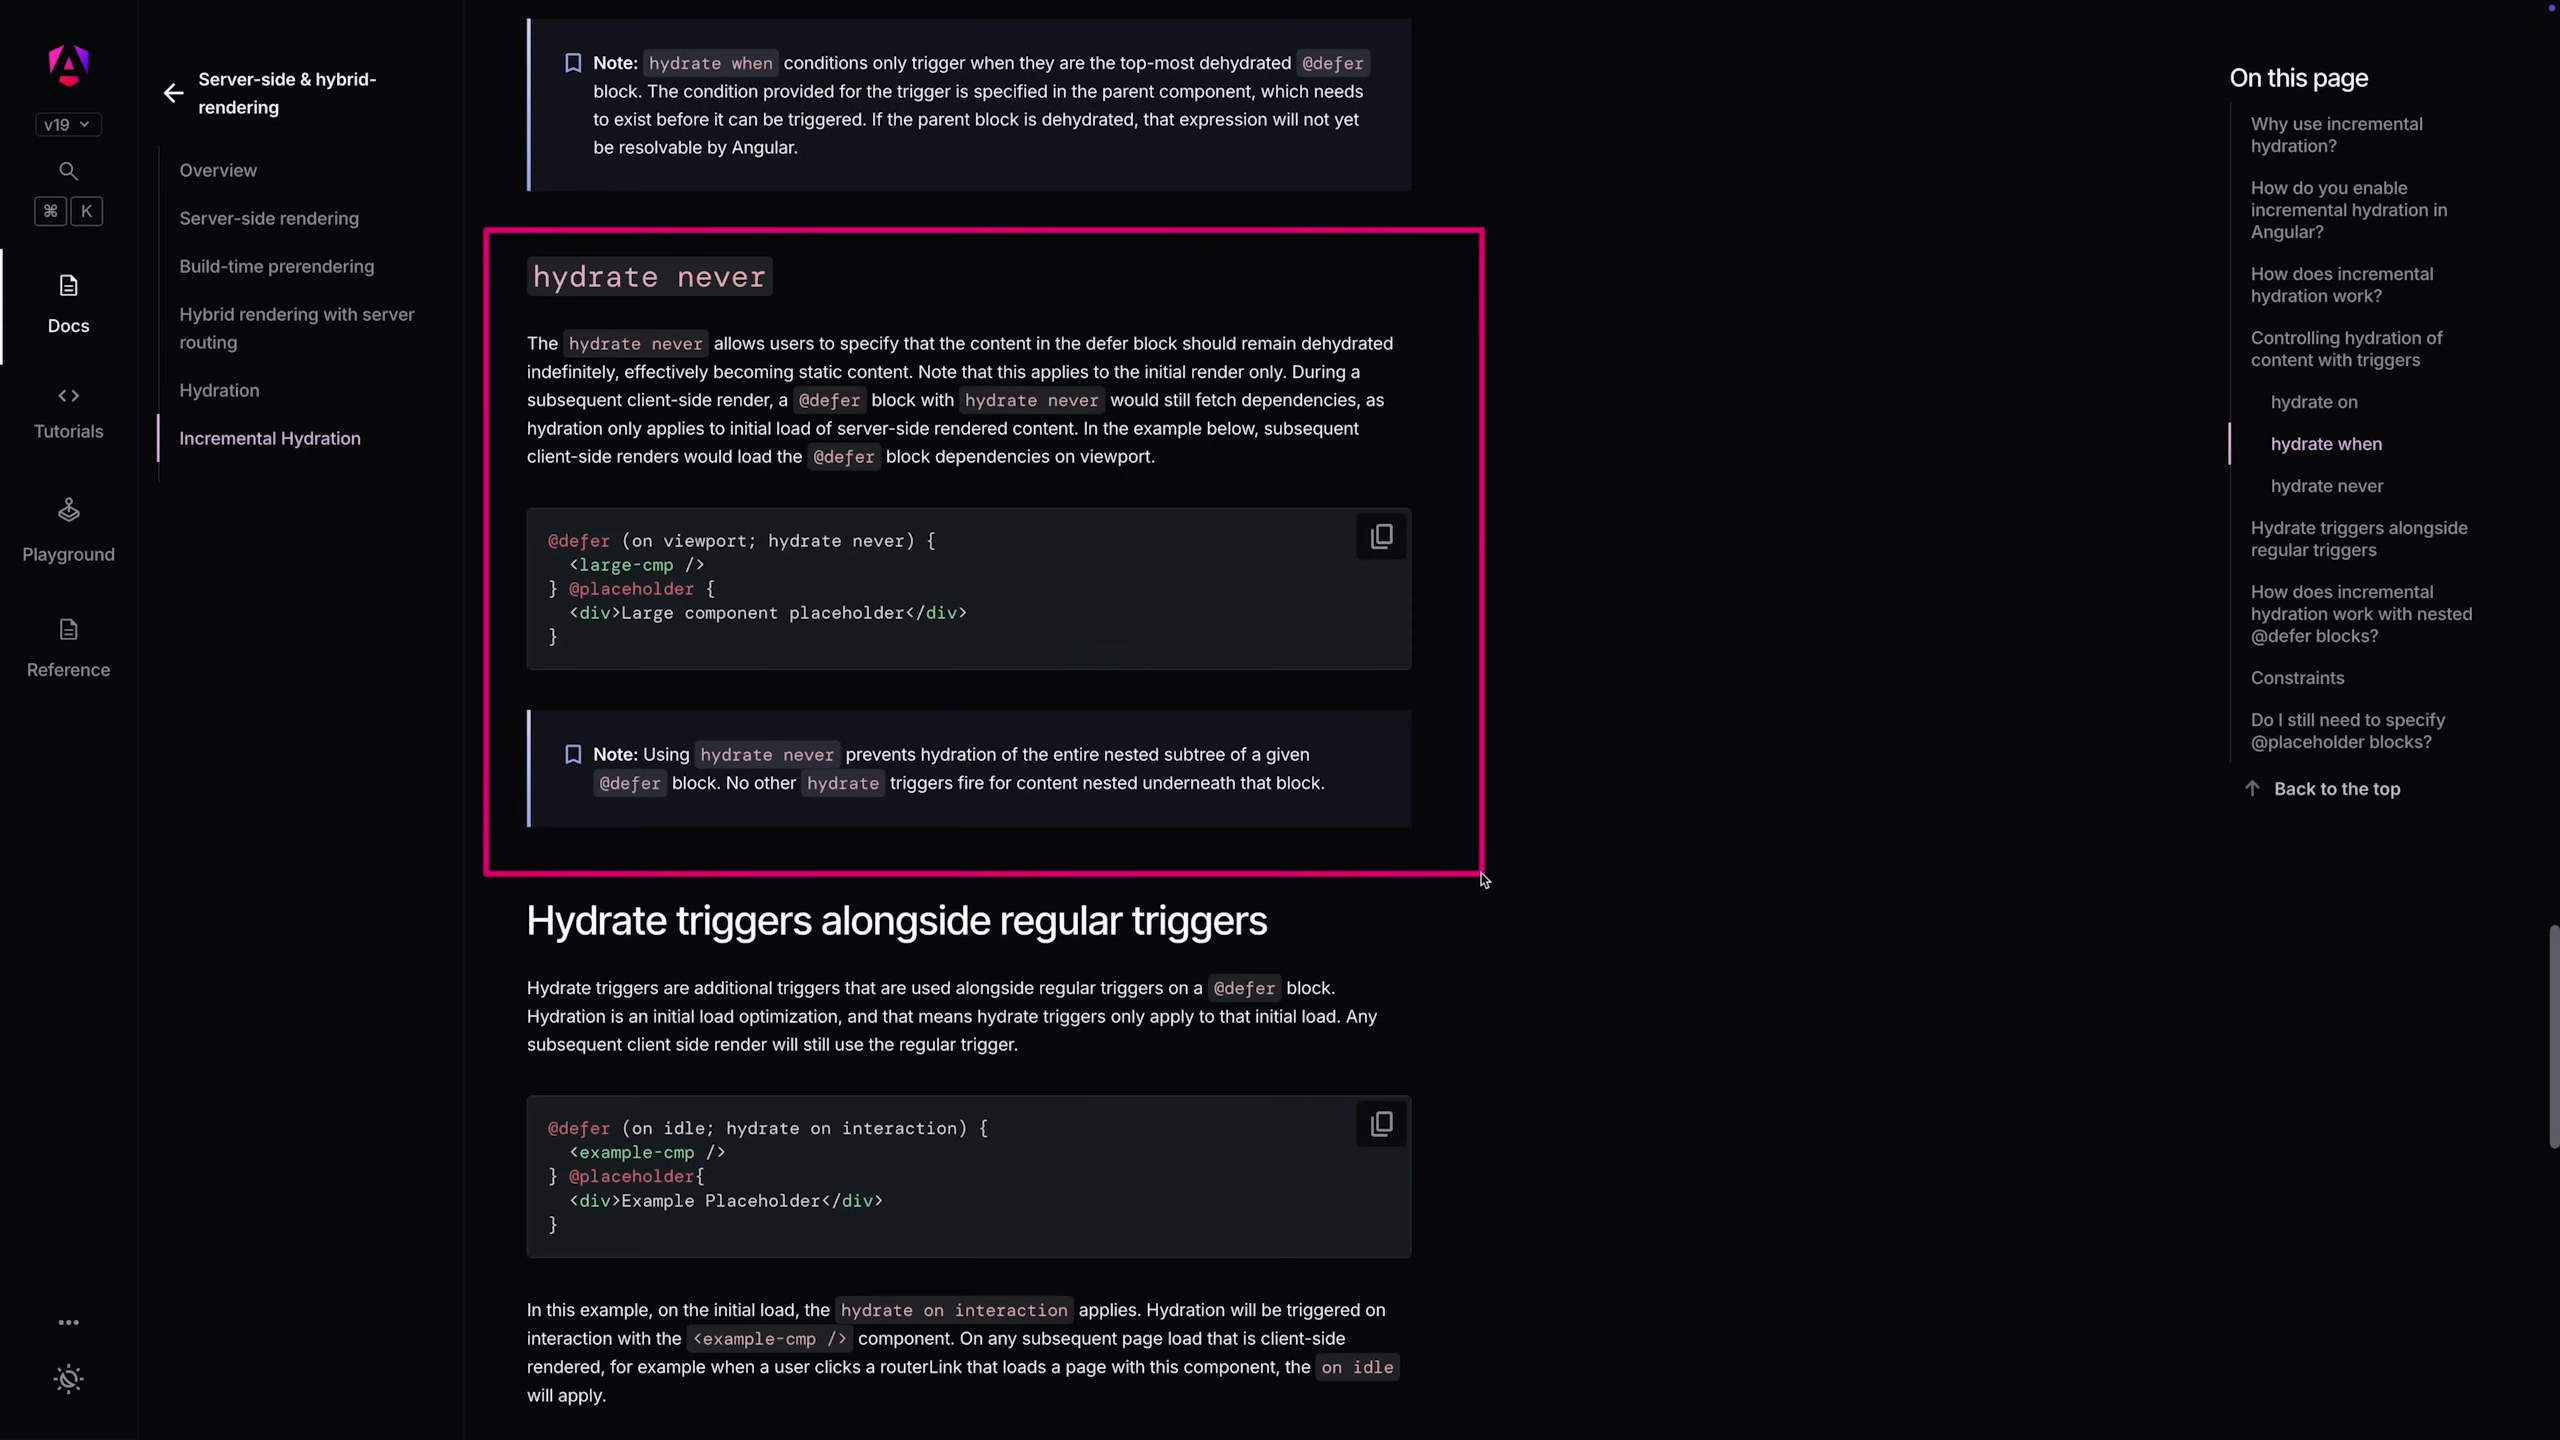 v19
⌘ K
Docs
Tutorials
Playground
Reference
Server-side & hybrid-
rendering
Overview
Server-side rendering
Build-time prerendering
Hybrid rendering with server
routing
Hydration
Incremental Hydration
Note: hydrate when conditions only trigger when they are the top-most dehydrated @defer
block. The condition provided for the trigger is specified in the parent component, which needs
to exist before it can be triggered. If the parent block is dehydrated, that expression will not yet
be resolvable by Angular.
hydrate never
The hydrate never allows users to specify that the content in the defer block should remain dehydrated
indefinitely, effectively becoming static content. Note that this applies to the initial render only. During a
subsequent client-side render, a @defer block with hydrate never would still fetch dependencies, as
hydration only applies to initial load of server-side rendered content. In the example below, subsequent
client-side renders would load the @defer block dependencies on viewport.
@defer (on viewport; hydrate never) {
  <large-cmp />
} @placeholder {
  <div>Large component placeholder</div>
}
Note: Using hydrate never prevents hydration of the entire nested subtree of a given
@defer block. No other hydrate triggers fire for content nested underneath that block.
Hydrate triggers alongside regular triggers
Hydrate triggers are additional triggers that are used alongside regular triggers on a @defer block.
Hydration is an initial load optimization, and that means hydrate triggers only apply to that initial load. Any
subsequent client side render will still use the regular trigger.
@defer (on idle; hydrate on interaction) {
  <example-cmp />
} @placeholder{
  <div>Example Placeholder</div>
}
In this example, on the initial load, the hydrate on interaction applies. Hydration will be triggered on
interaction with the <example-cmp /> component. On any subsequent page load that is client-side
rendered, for example when a user clicks a routerLink that loads a page with this component, the on idle
will apply.
On this page
Why use incremental
hydration?
How do you enable
incremental hydration in
Angular?
How does incremental
hydration work?
Controlling hydration of
content with triggers
hydrate on
hydrate when
hydrate never
Hydrate triggers alongside
regular triggers
How does incremental
hydration work with nested
@defer blocks?
Constraints
Do I still need to specify
@placeholder blocks?
Back to the top